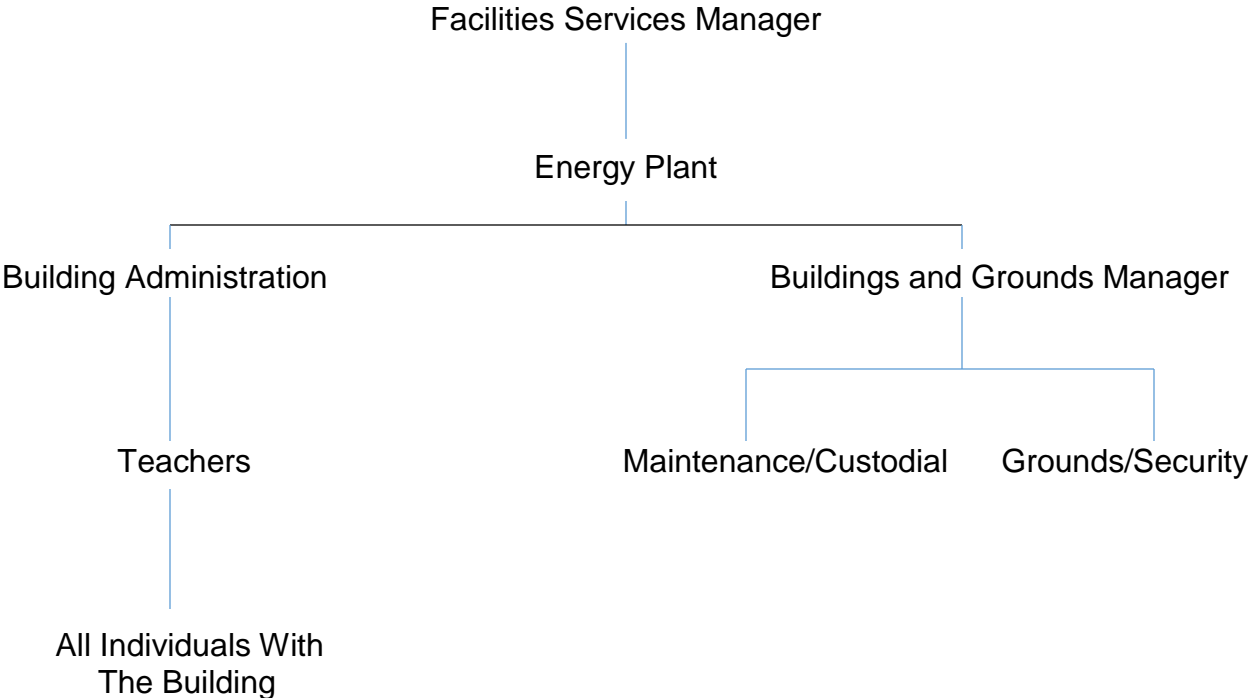 Facilities Services Manager
Energy Plant
Building Administration
Buildings and Grounds Manager
Teachers
Maintenance/Custodial
Grounds/Security
All Individuals With
The Building